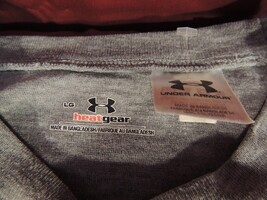 LG
heatgear
MADE IN BANGLADESH/FABRIQUE AU BANGLADESH
UNDER ARMOUR